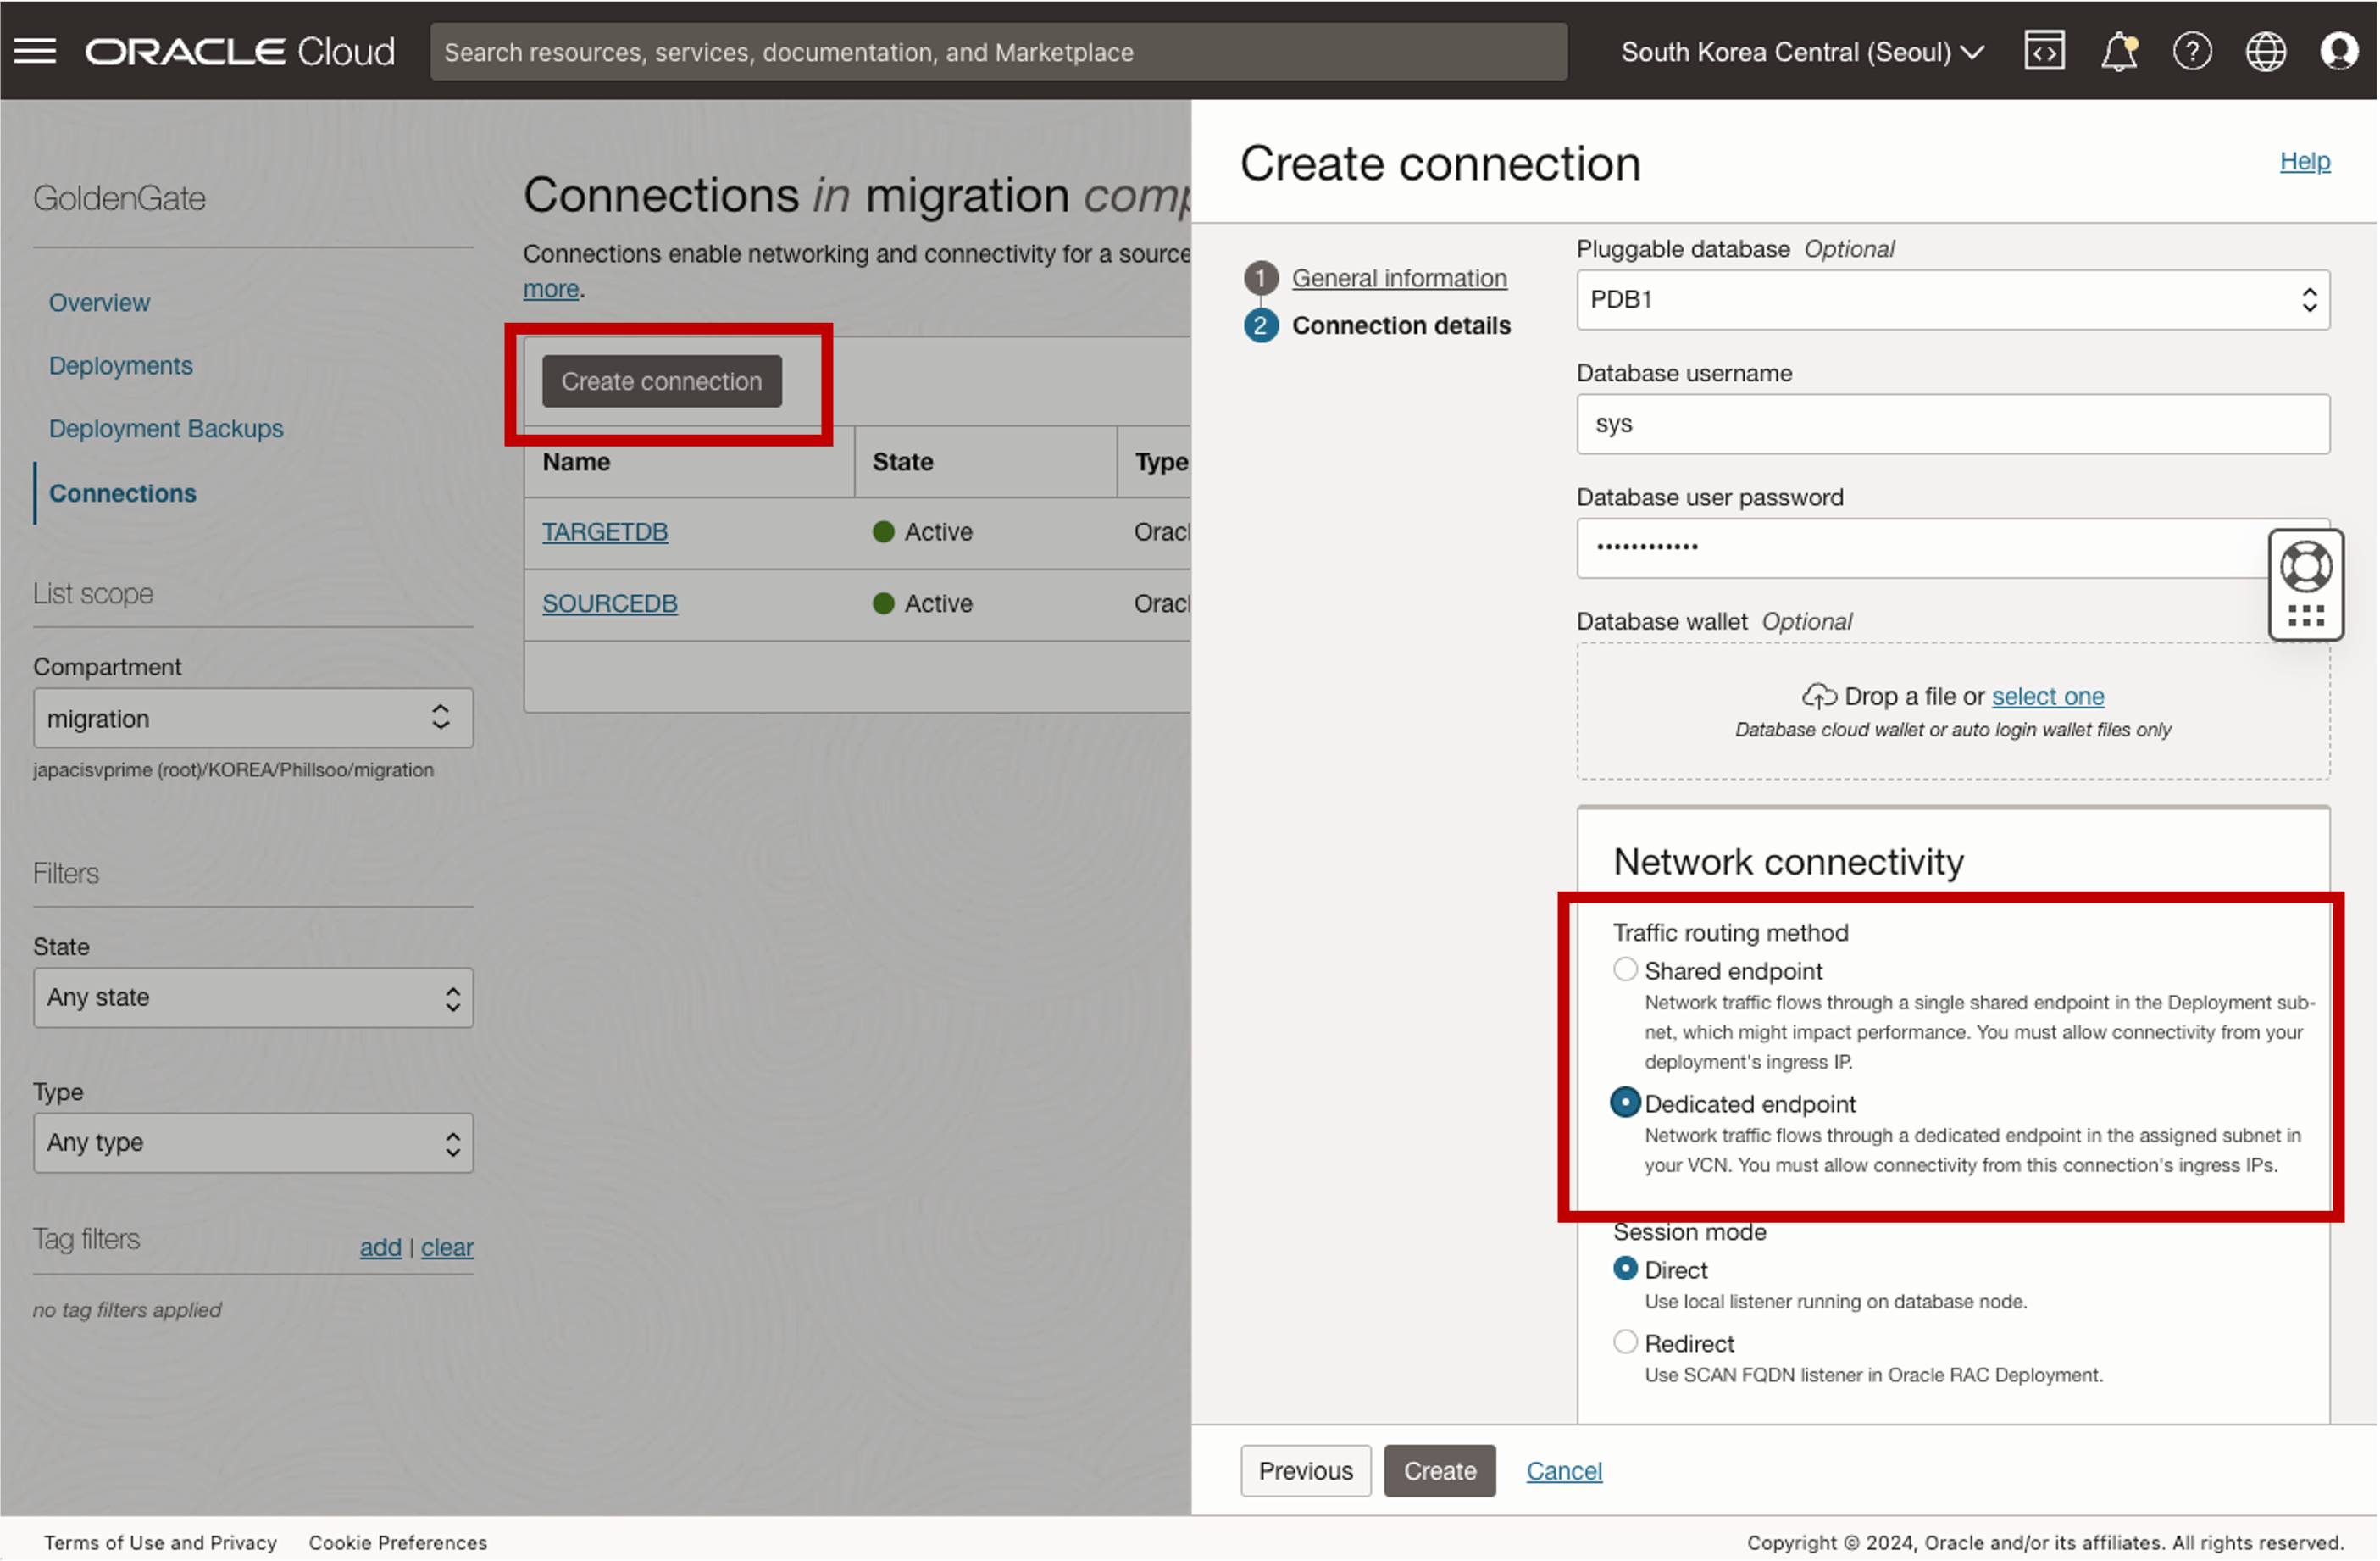 ORACLE Cloud
Search resources, services, documentation, and Marketplace
South Korea Central (Seoul)
GoldenGate
Overview
Deployments
Deployment Backups
Connections
List scope
Compartment
migration
japacisvprime (root)/KOREA/Phillsoo/migration
Filters
State
Any state
Type
Any type
Tag filters
add | clear
no tag filters applied
Connections in migration comp
Connections enable networking and connectivity for a source
more.
Create connection
Name State Type
TARGETDB Active Oracl
SOURCEDB Active Oracl
Create connection
Help
1 General information
2 Connection details
Pluggable database Optional
PDB1
Database username
sys
Database user password
••••••••••••
Database wallet Optional
Drop a file or select one
Database cloud wallet or auto login wallet files only
Network connectivity
Traffic routing method
Shared endpoint
Network traffic flows through a single shared endpoint in the Deployment sub-
net, which might impact performance. You must allow connectivity from your
deployment's ingress IP.
Dedicated endpoint
Network traffic flows through a dedicated endpoint in the assigned subnet in
your VCN. You must allow connectivity from this connection's ingress IPs.
Session mode
Direct
Use local listener running on database node.
Redirect
Use SCAN FQDN listener in Oracle RAC Deployment.
Previous Create Cancel
Terms of Use and Privacy Cookie Preferences
Copyright © 2024, Oracle and/or its affiliates. All rights reserved.